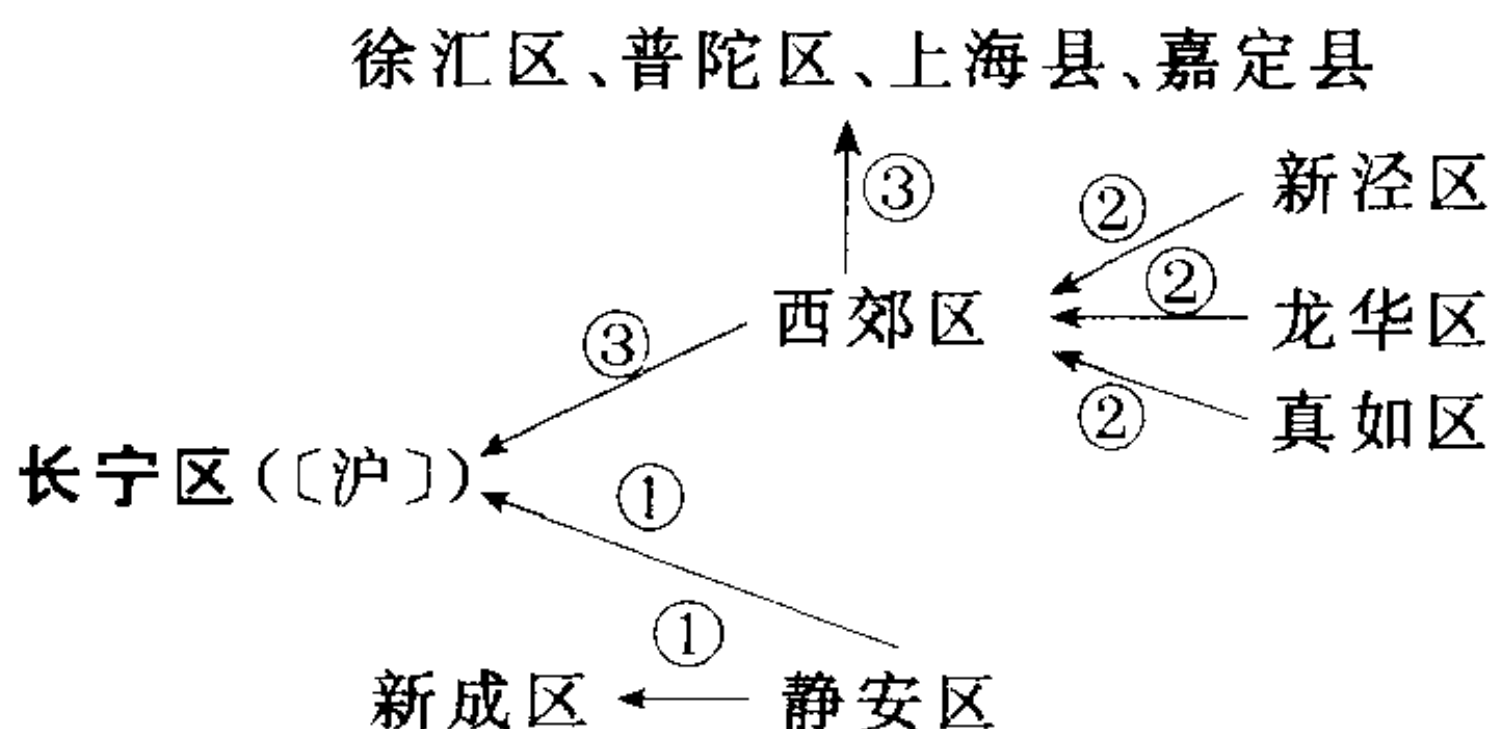 徐汇区、普陀区、上海县、嘉定县
③
②
新泾区
②
西郊区
龙华区
③
②
真如区
长宁区(〔沪〕)
①
①
新成区
静安区